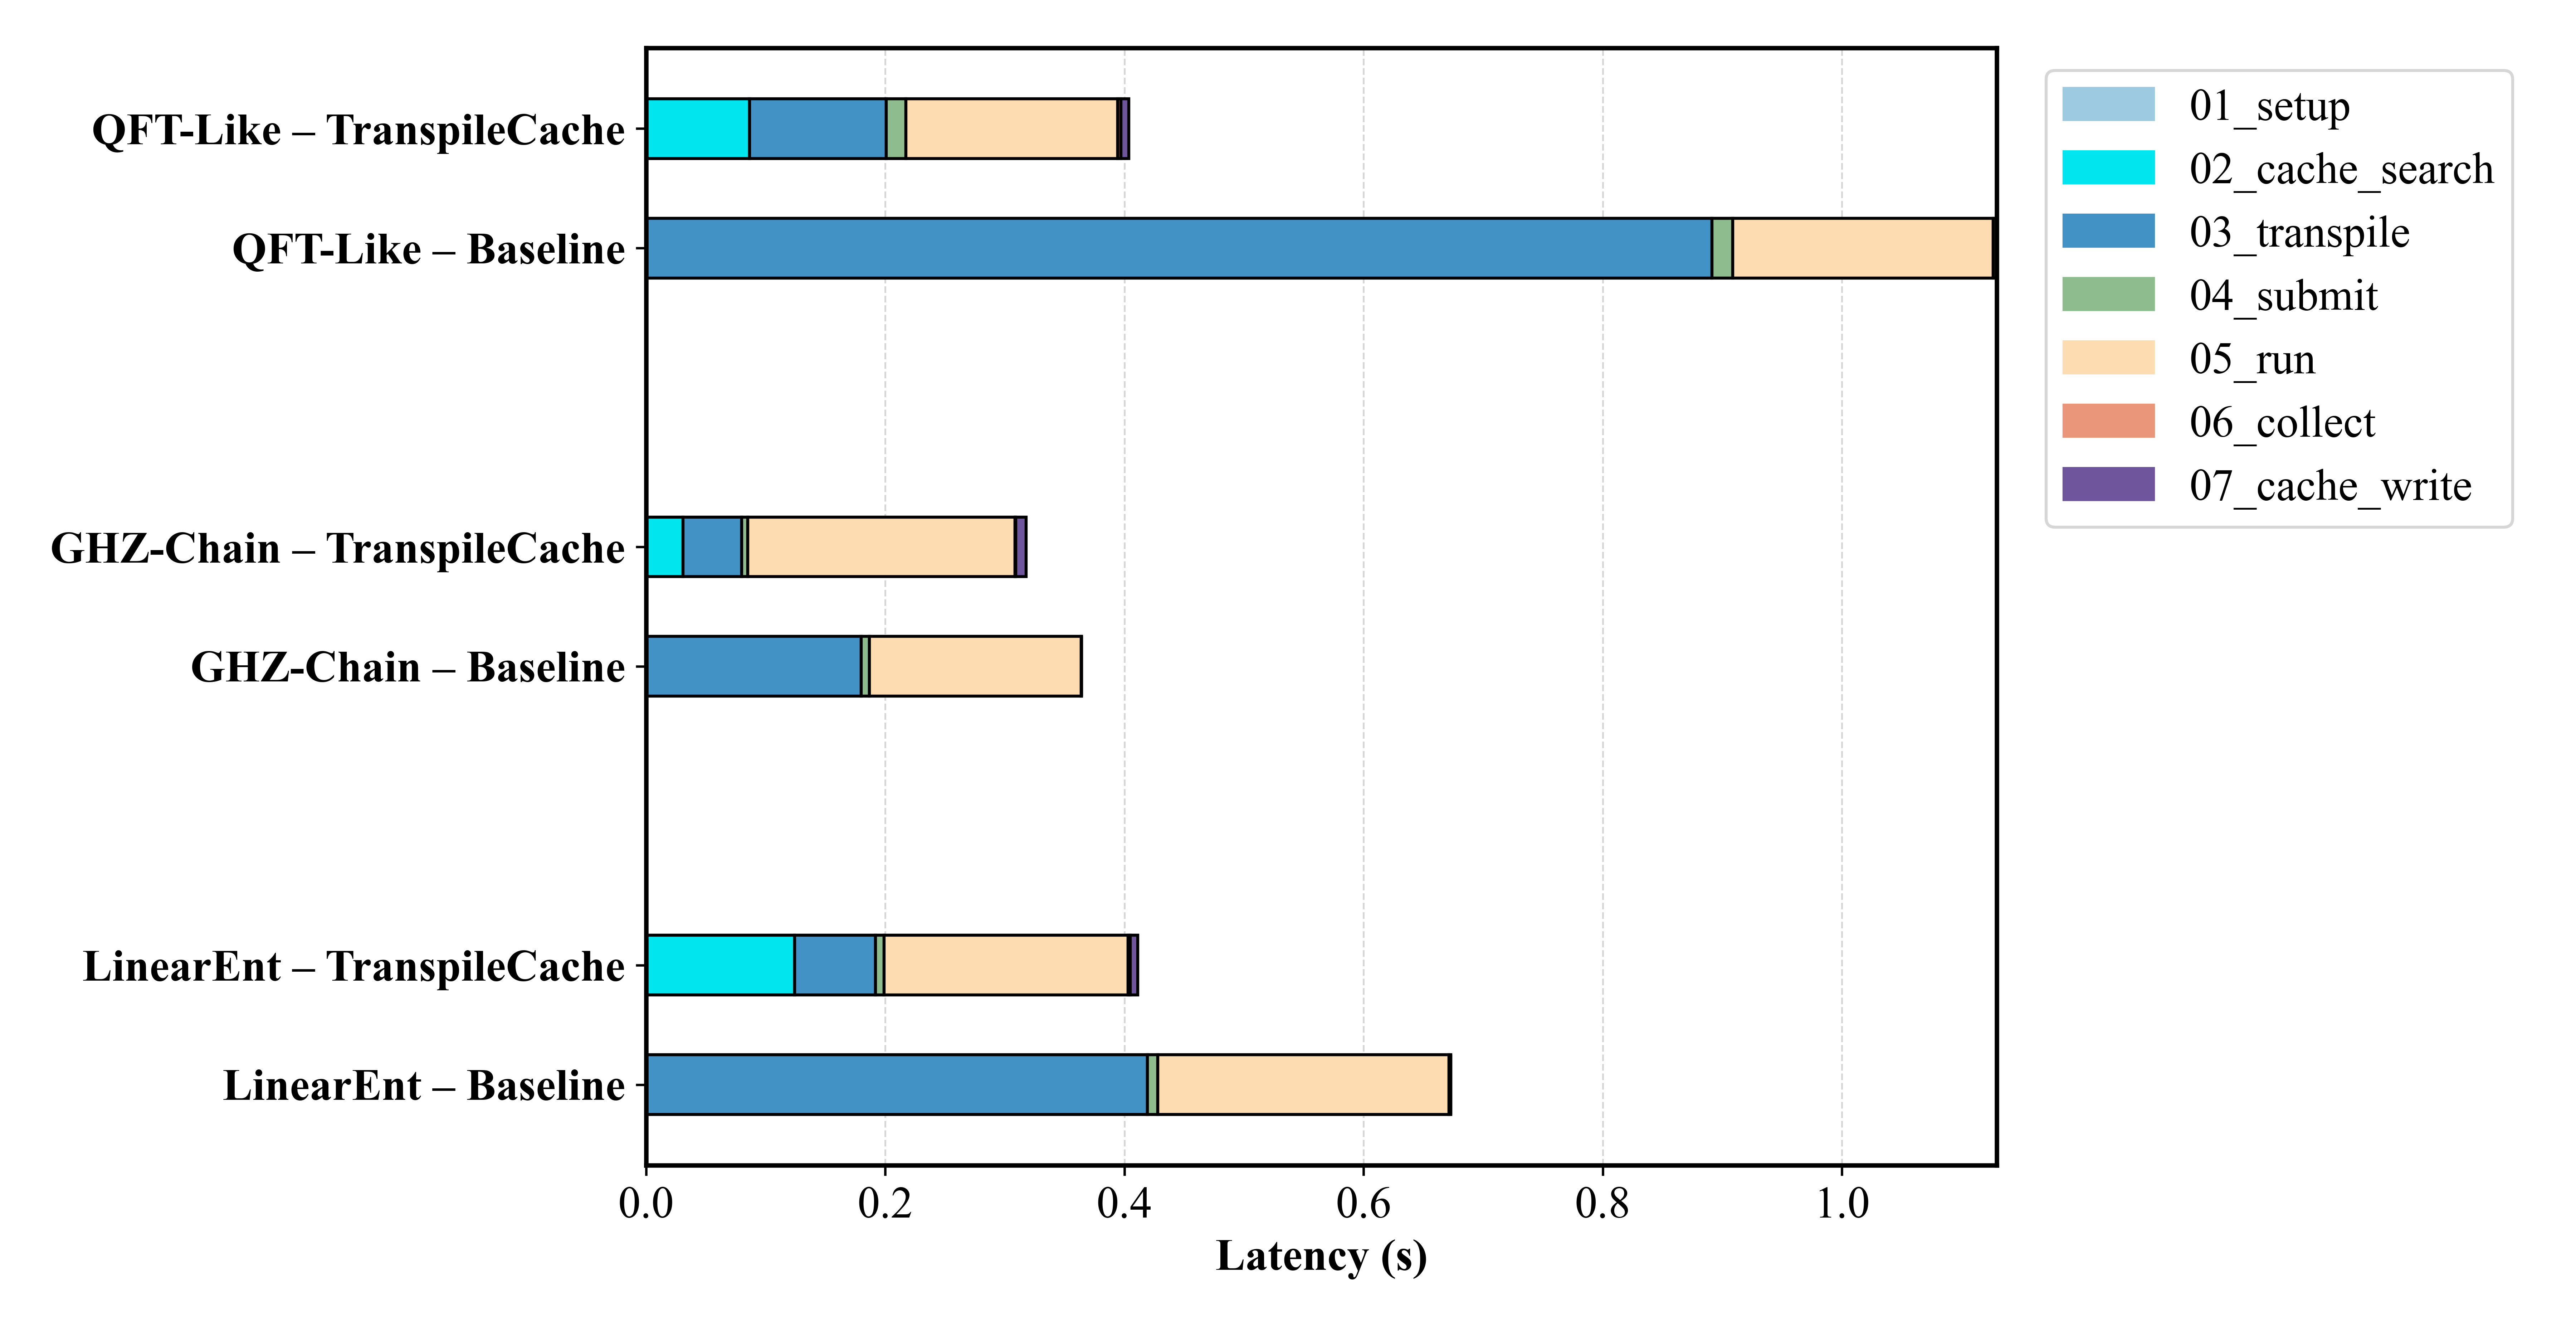 QFT-Like – TranspileCache
QFT-Like – Baseline
GHZ-Chain – TranspileCache
GHZ-Chain – Baseline
LinearEnt – TranspileCache
LinearEnt – Baseline
0.0 0.2 0.4 0.6 0.8 1.0
Latency (s)
01_setup
02_cache_search
03_transpile
04_submit
05_run
06_collect
07_cache_write